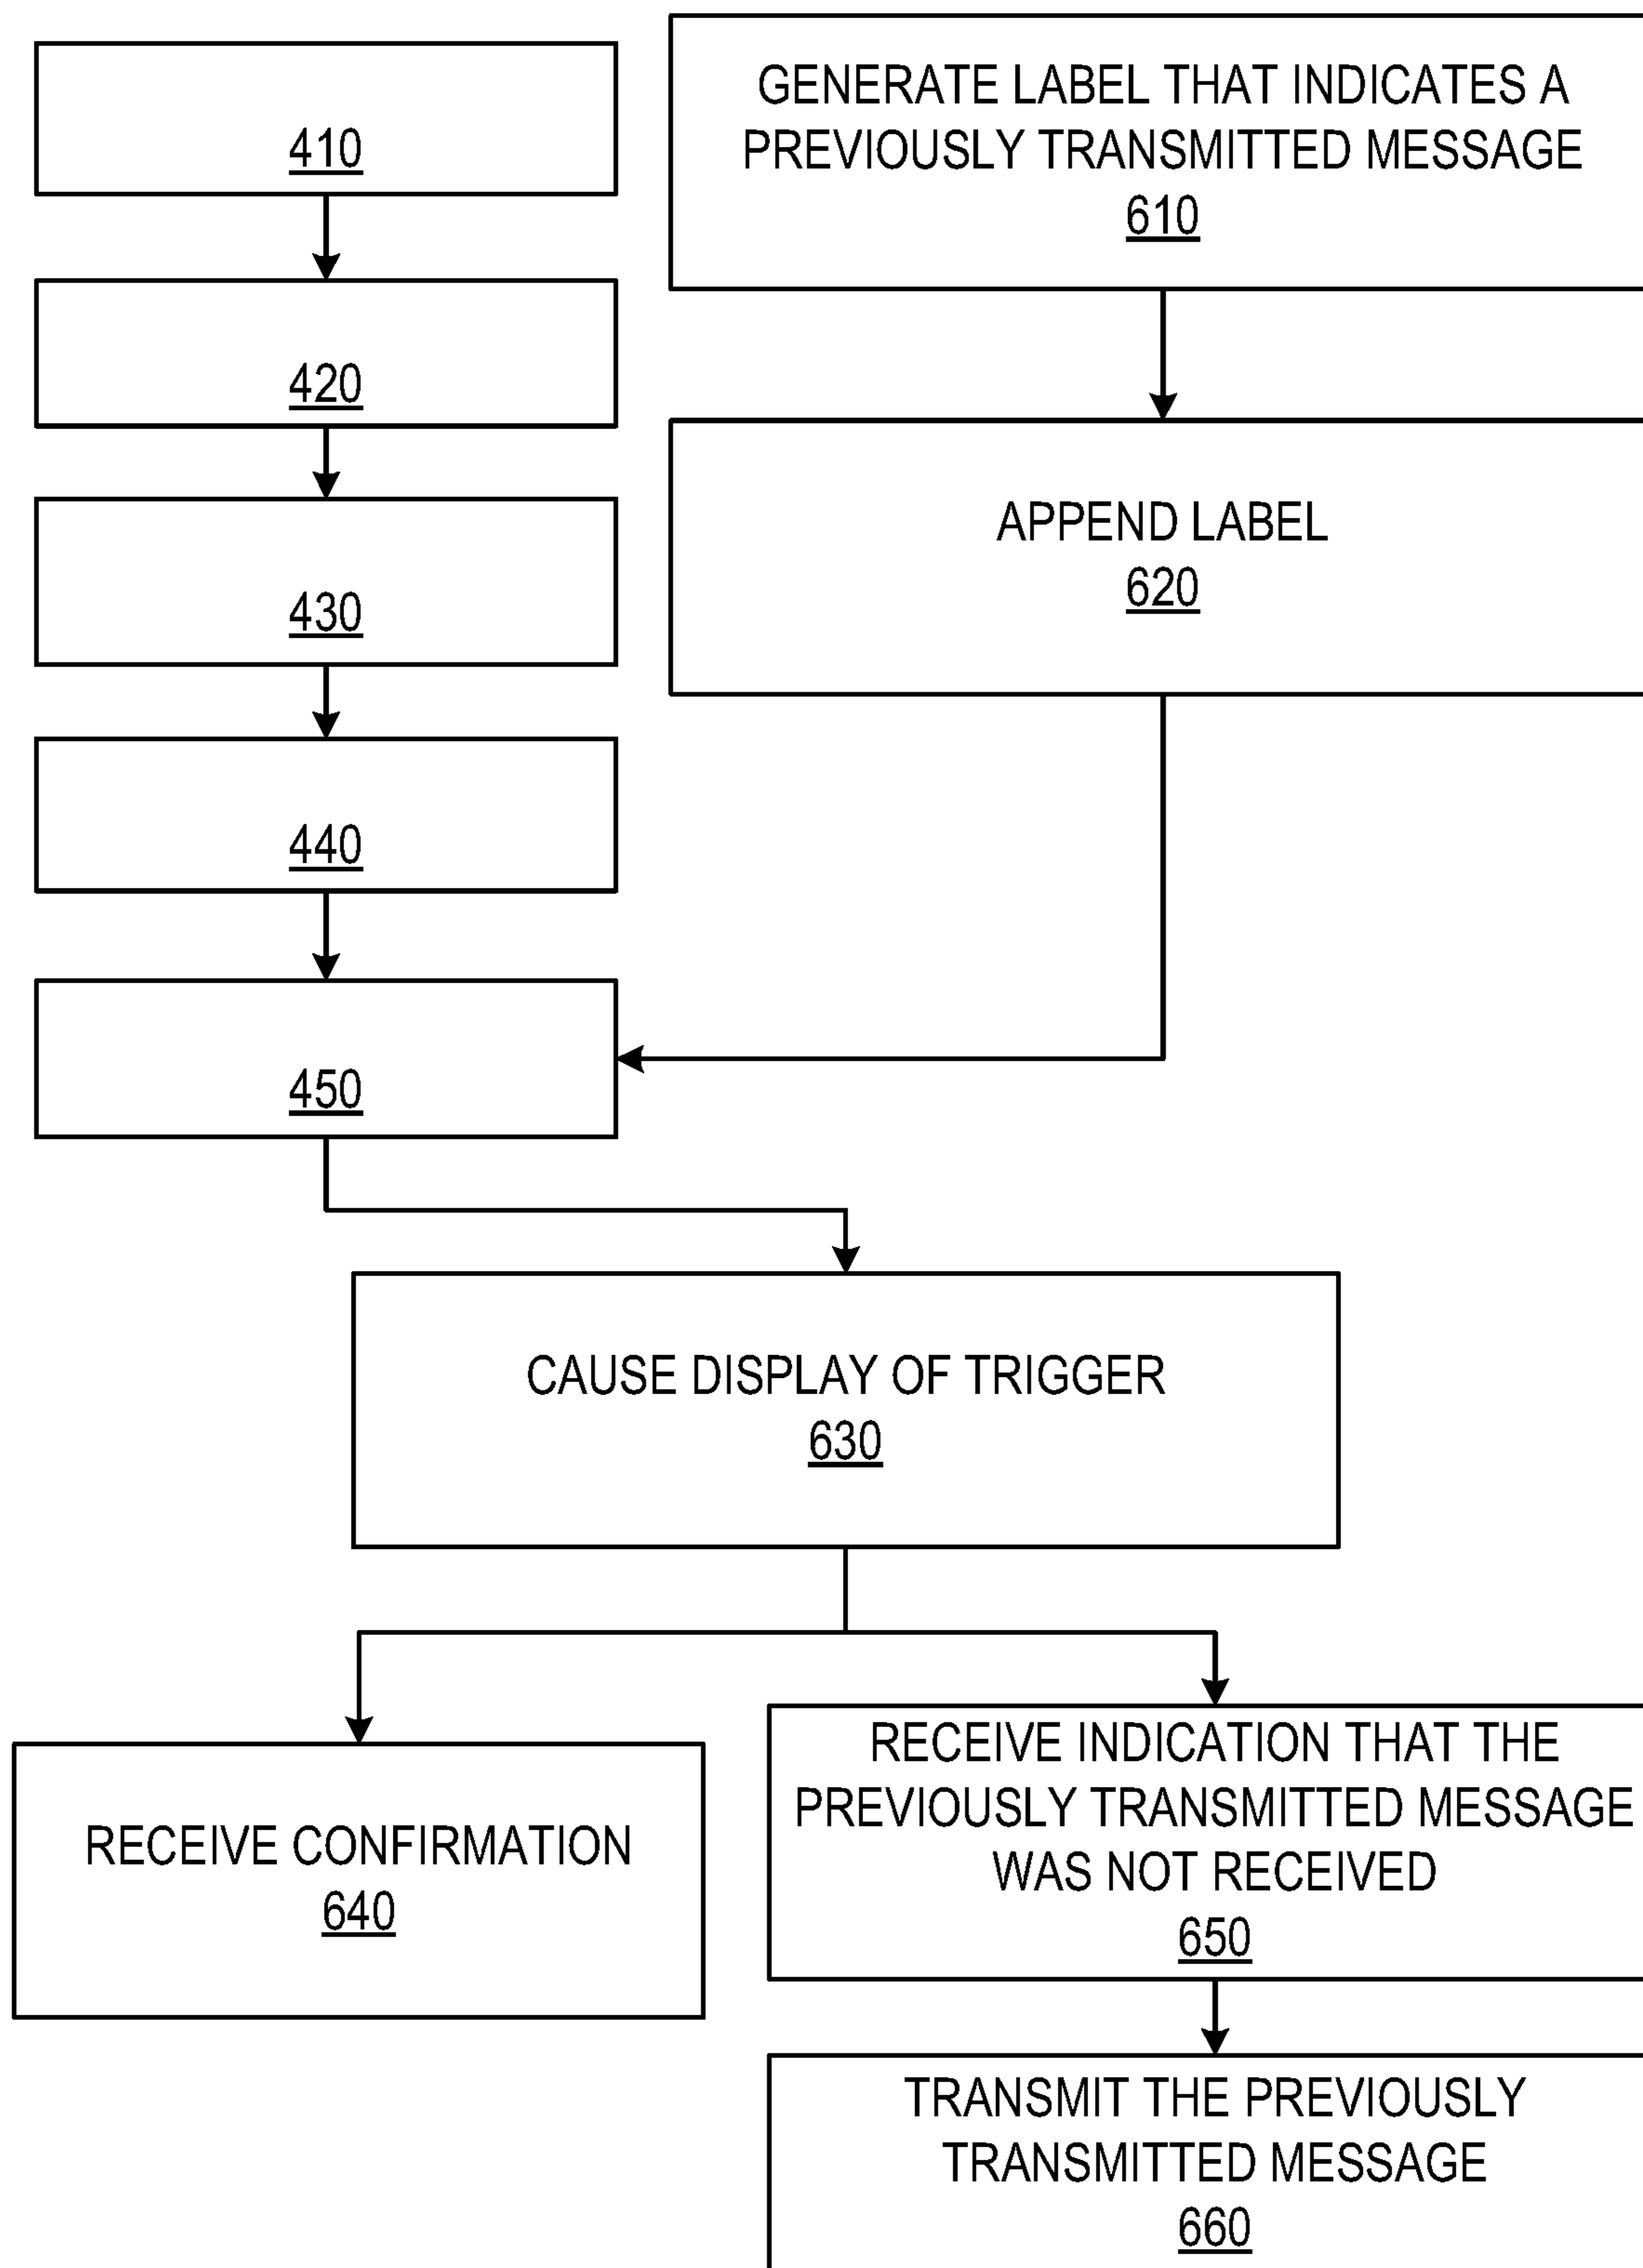 410
420
430
440
450
GENERATE LABEL THAT INDICATES A
PREVIOUSLY TRANSMITTED MESSAGE
610
APPEND LABEL
620
CAUSE DISPLAY OF TRIGGER
630
RECEIVE CONFIRMATION
640
RECEIVE INDICATION THAT THE
PREVIOUSLY TRANSMITTED MESSAGE
WAS NOT RECEIVED
650
TRANSMIT THE PREVIOUSLY
TRANSMITTED MESSAGE
660